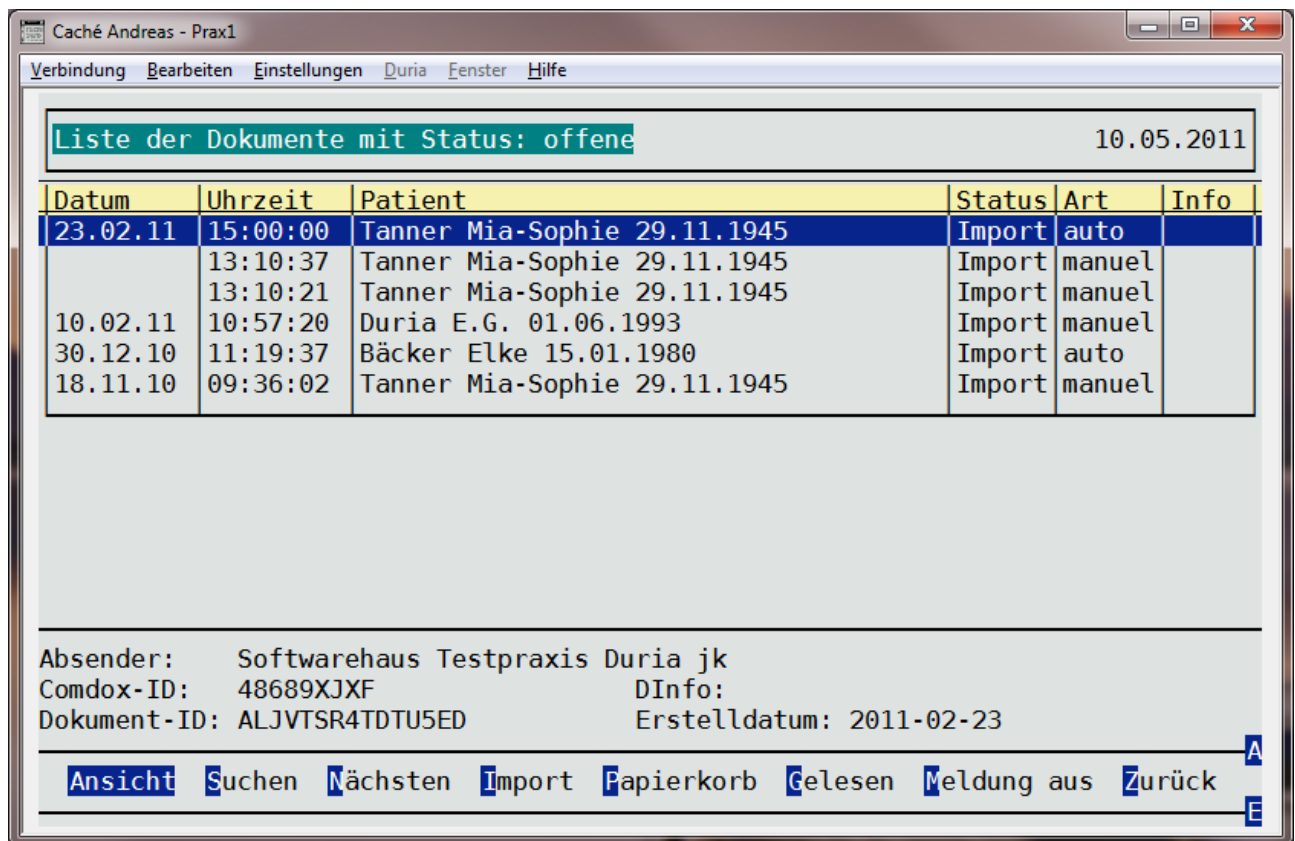 Caché Andreas - Prax1
Verbindung Bearbeiten Einstellungen Duria Fenster Hilfe
Liste der Dokumente mit Status: offene 10.05.2011
Datum Uhrzeit Patient Status Art Info
23.02.11 15:00:00 Tanner Mia-Sophie 29.11.1945 Import auto
13:10:37 Tanner Mia-Sophie 29.11.1945 Import manuel
13:10:21 Tanner Mia-Sophie 29.11.1945 Import manuel
10.02.11 10:57:20 Duria E.G. 01.06.1993 Import manuel
30.12.10 11:19:37 Bäcker Elke 15.01.1980 Import auto
18.11.10 09:36:02 Tanner Mia-Sophie 29.11.1945 Import manuel
Absender: Softwarehaus Testpraxis Duria jk
Comdox-ID: 48689XJXF DInfo:
Dokument-ID: ALJVTSR4TDTU5ED Erstelldatum: 2011-02-23
A
Ansicht Suchen Nächsten Import Papierkorb Gelesen Meldung aus Zurück
E